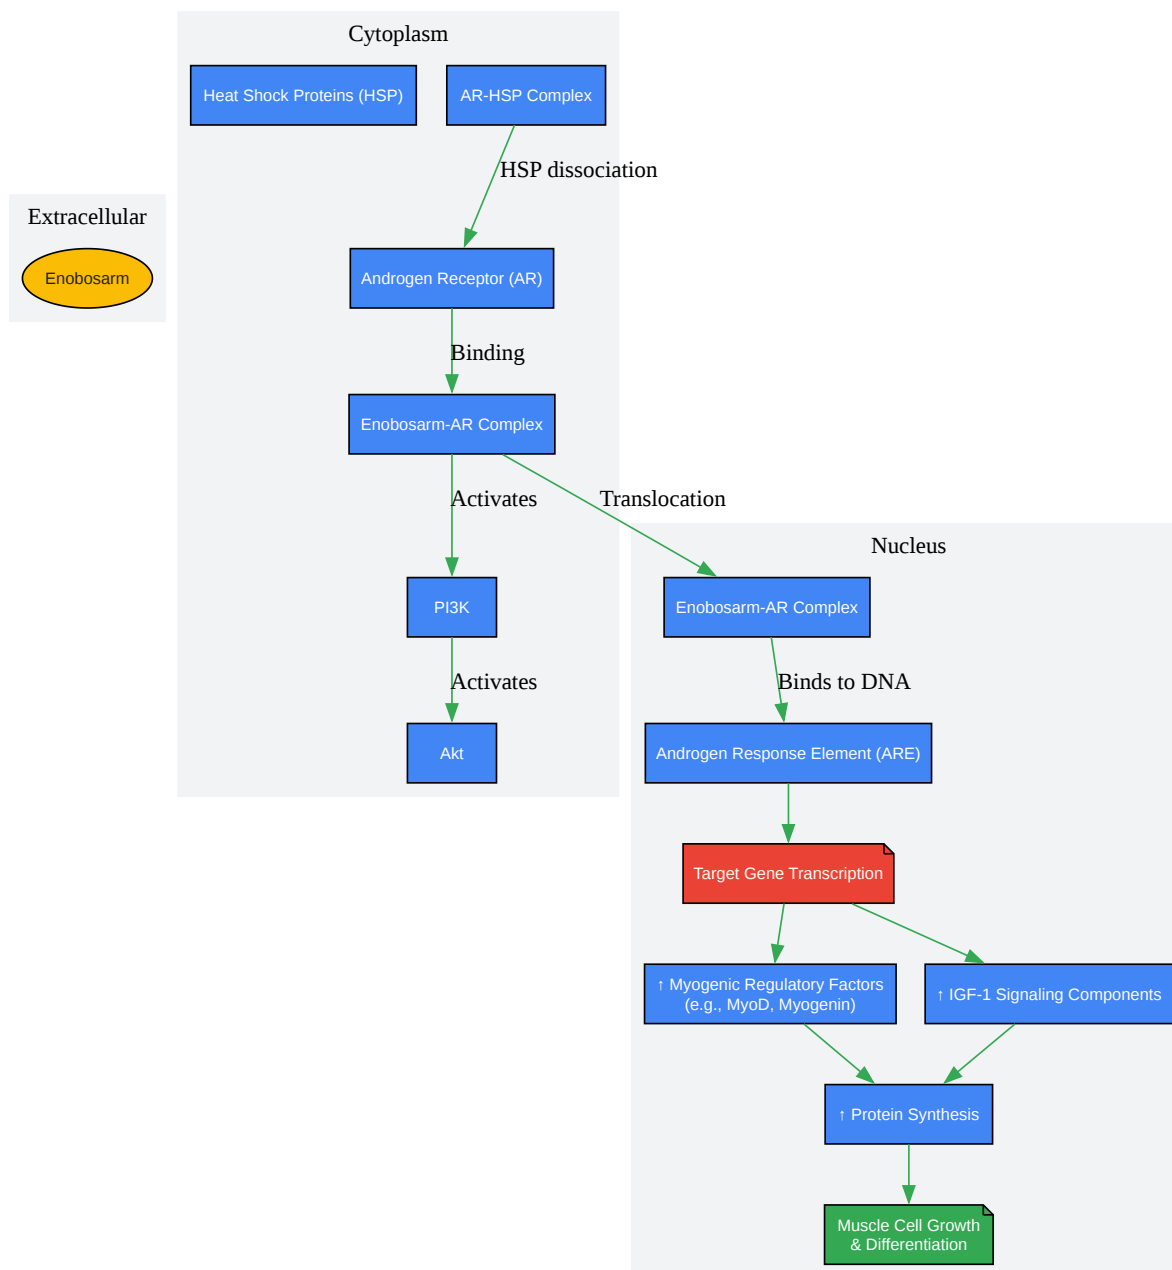 Cytoplasm
Heat Shock Proteins (HSP)
AR-HSP Complex
HSP dissociation
Extracellular
Enobosarm
Androgen Receptor (AR)
Binding
Enobosarm-AR Complex
Activates
Translocation
Nucleus
PI3K
Enobosarm-AR Complex
Activates
Binds to DNA
Akt
Androgen Response Element (ARE)
Target Gene Transcription
↑ Myogenic Regulatory Factors
(e.g., MyoD, Myogenin)
↑ IGF-1 Signaling Components
↑ Protein Synthesis
Muscle Cell Growth
& Differentiation